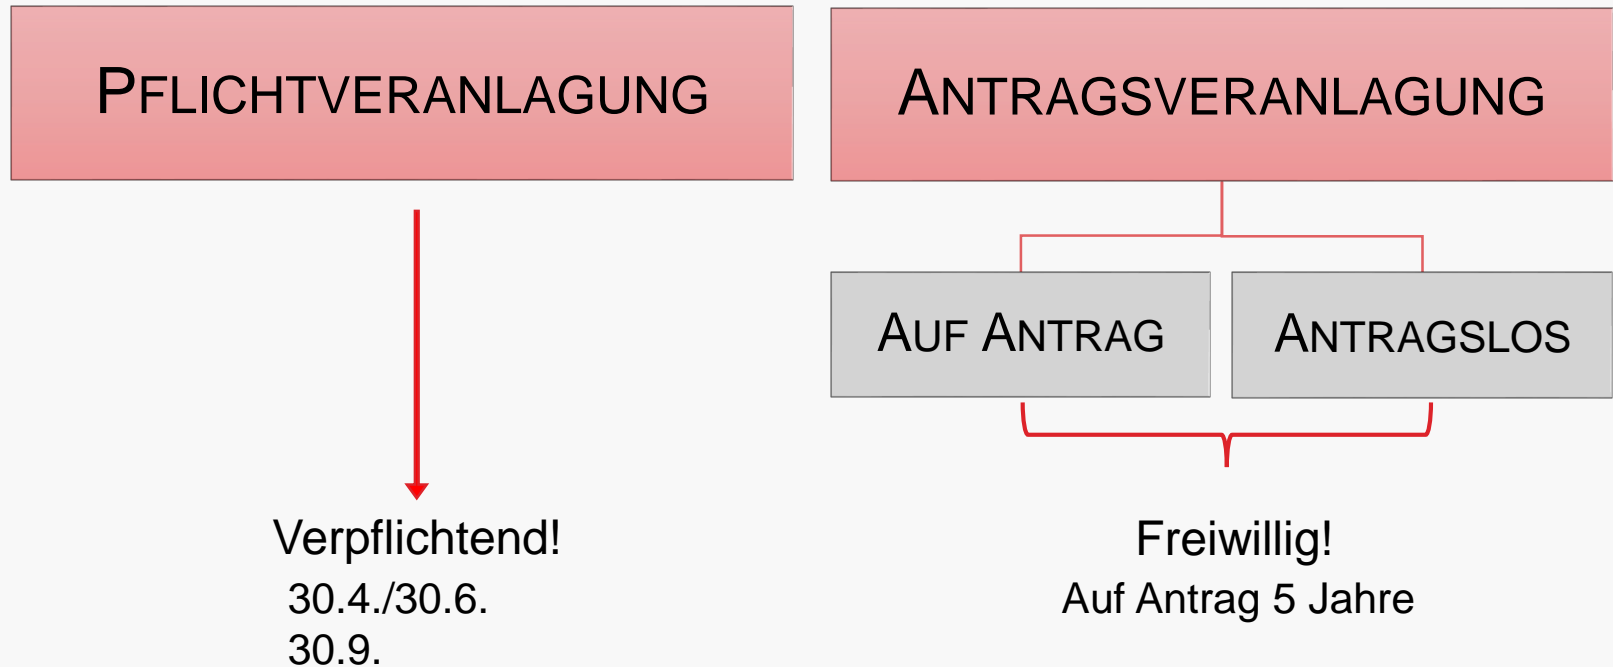 PFLICHTVERANLAGUNG
Verpflichtend!
30.4./30.6.
30.9.
ANTRAGSVERANLAGUNG
AUF ANTRAG
ANTRAGSLOS
Freiwillig!
Auf Antrag 5 Jahre